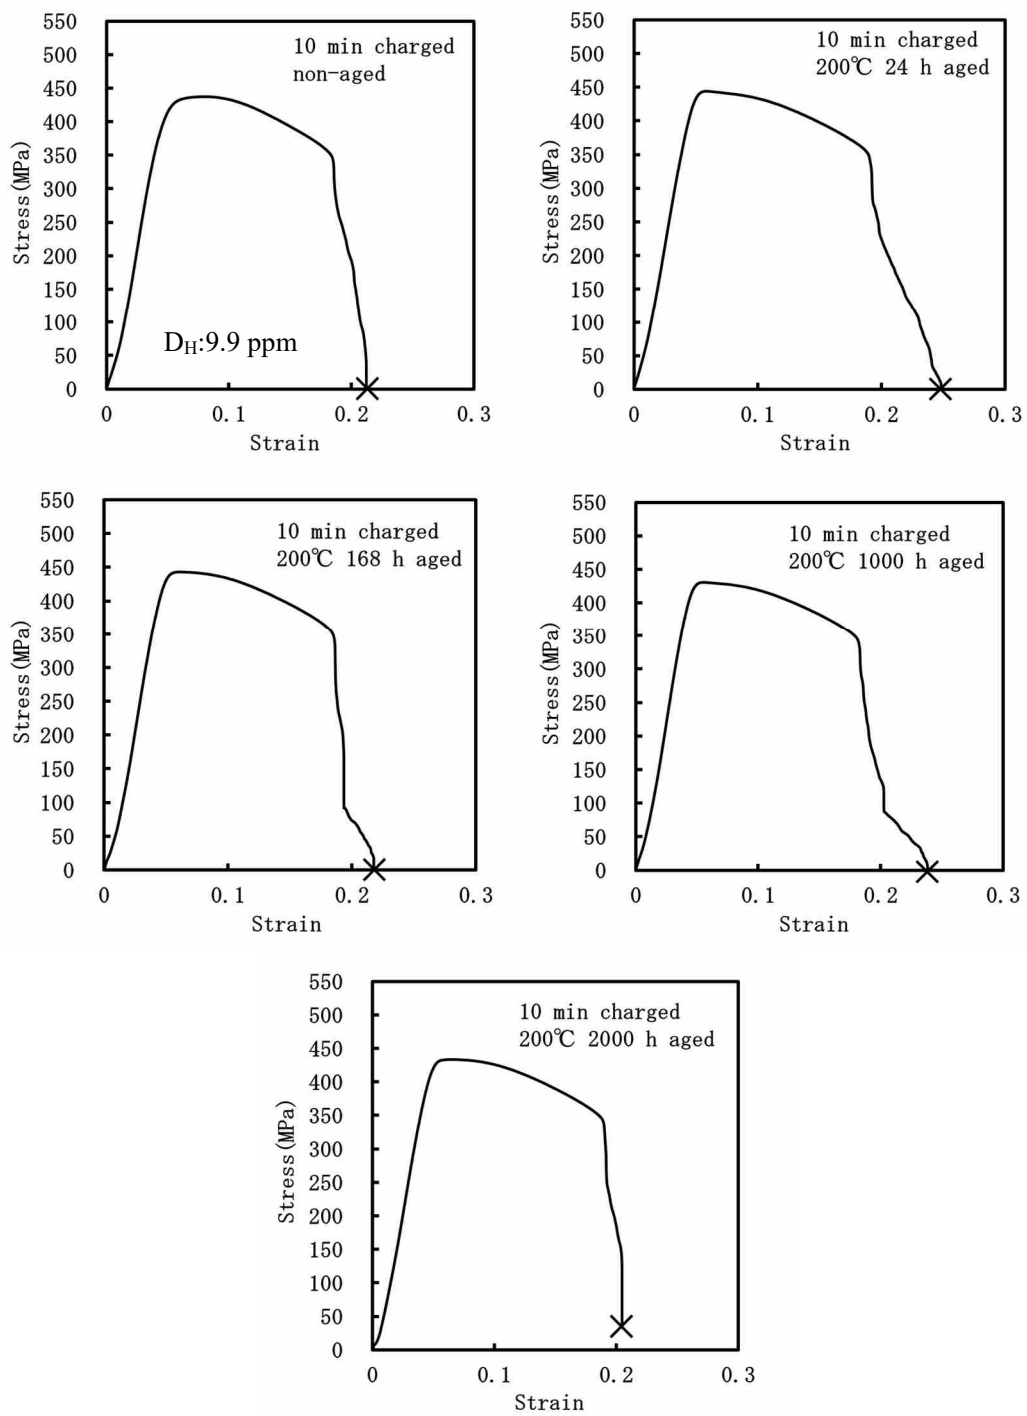 550
500
450
400
350
300
250
200
150
100
50
0
Stress(MPa)
10 min charged
non-aged
D_H:9.9 ppm
0 0.1 0.2 0.3
Strain
550
500
450
400
350
300
250
200
150
100
50
0
Stress(MPa)
10 min charged
200℃ 24 h aged
0 0.1 0.2 0.3
Strain
550
500
450
400
350
300
250
200
150
100
50
0
Stress(MPa)
10 min charged
200℃ 168 h aged
0 0.1 0.2 0.3
Strain
550
500
450
400
350
300
250
200
150
100
50
0
Stress(MPa)
10 min charged
200℃ 1000 h aged
0 0.1 0.2 0.3
Strain
550
500
450
400
350
300
250
200
150
100
50
0
Stress(MPa)
10 min charged
200℃ 2000 h aged
0 0.1 0.2 0.3
Strain